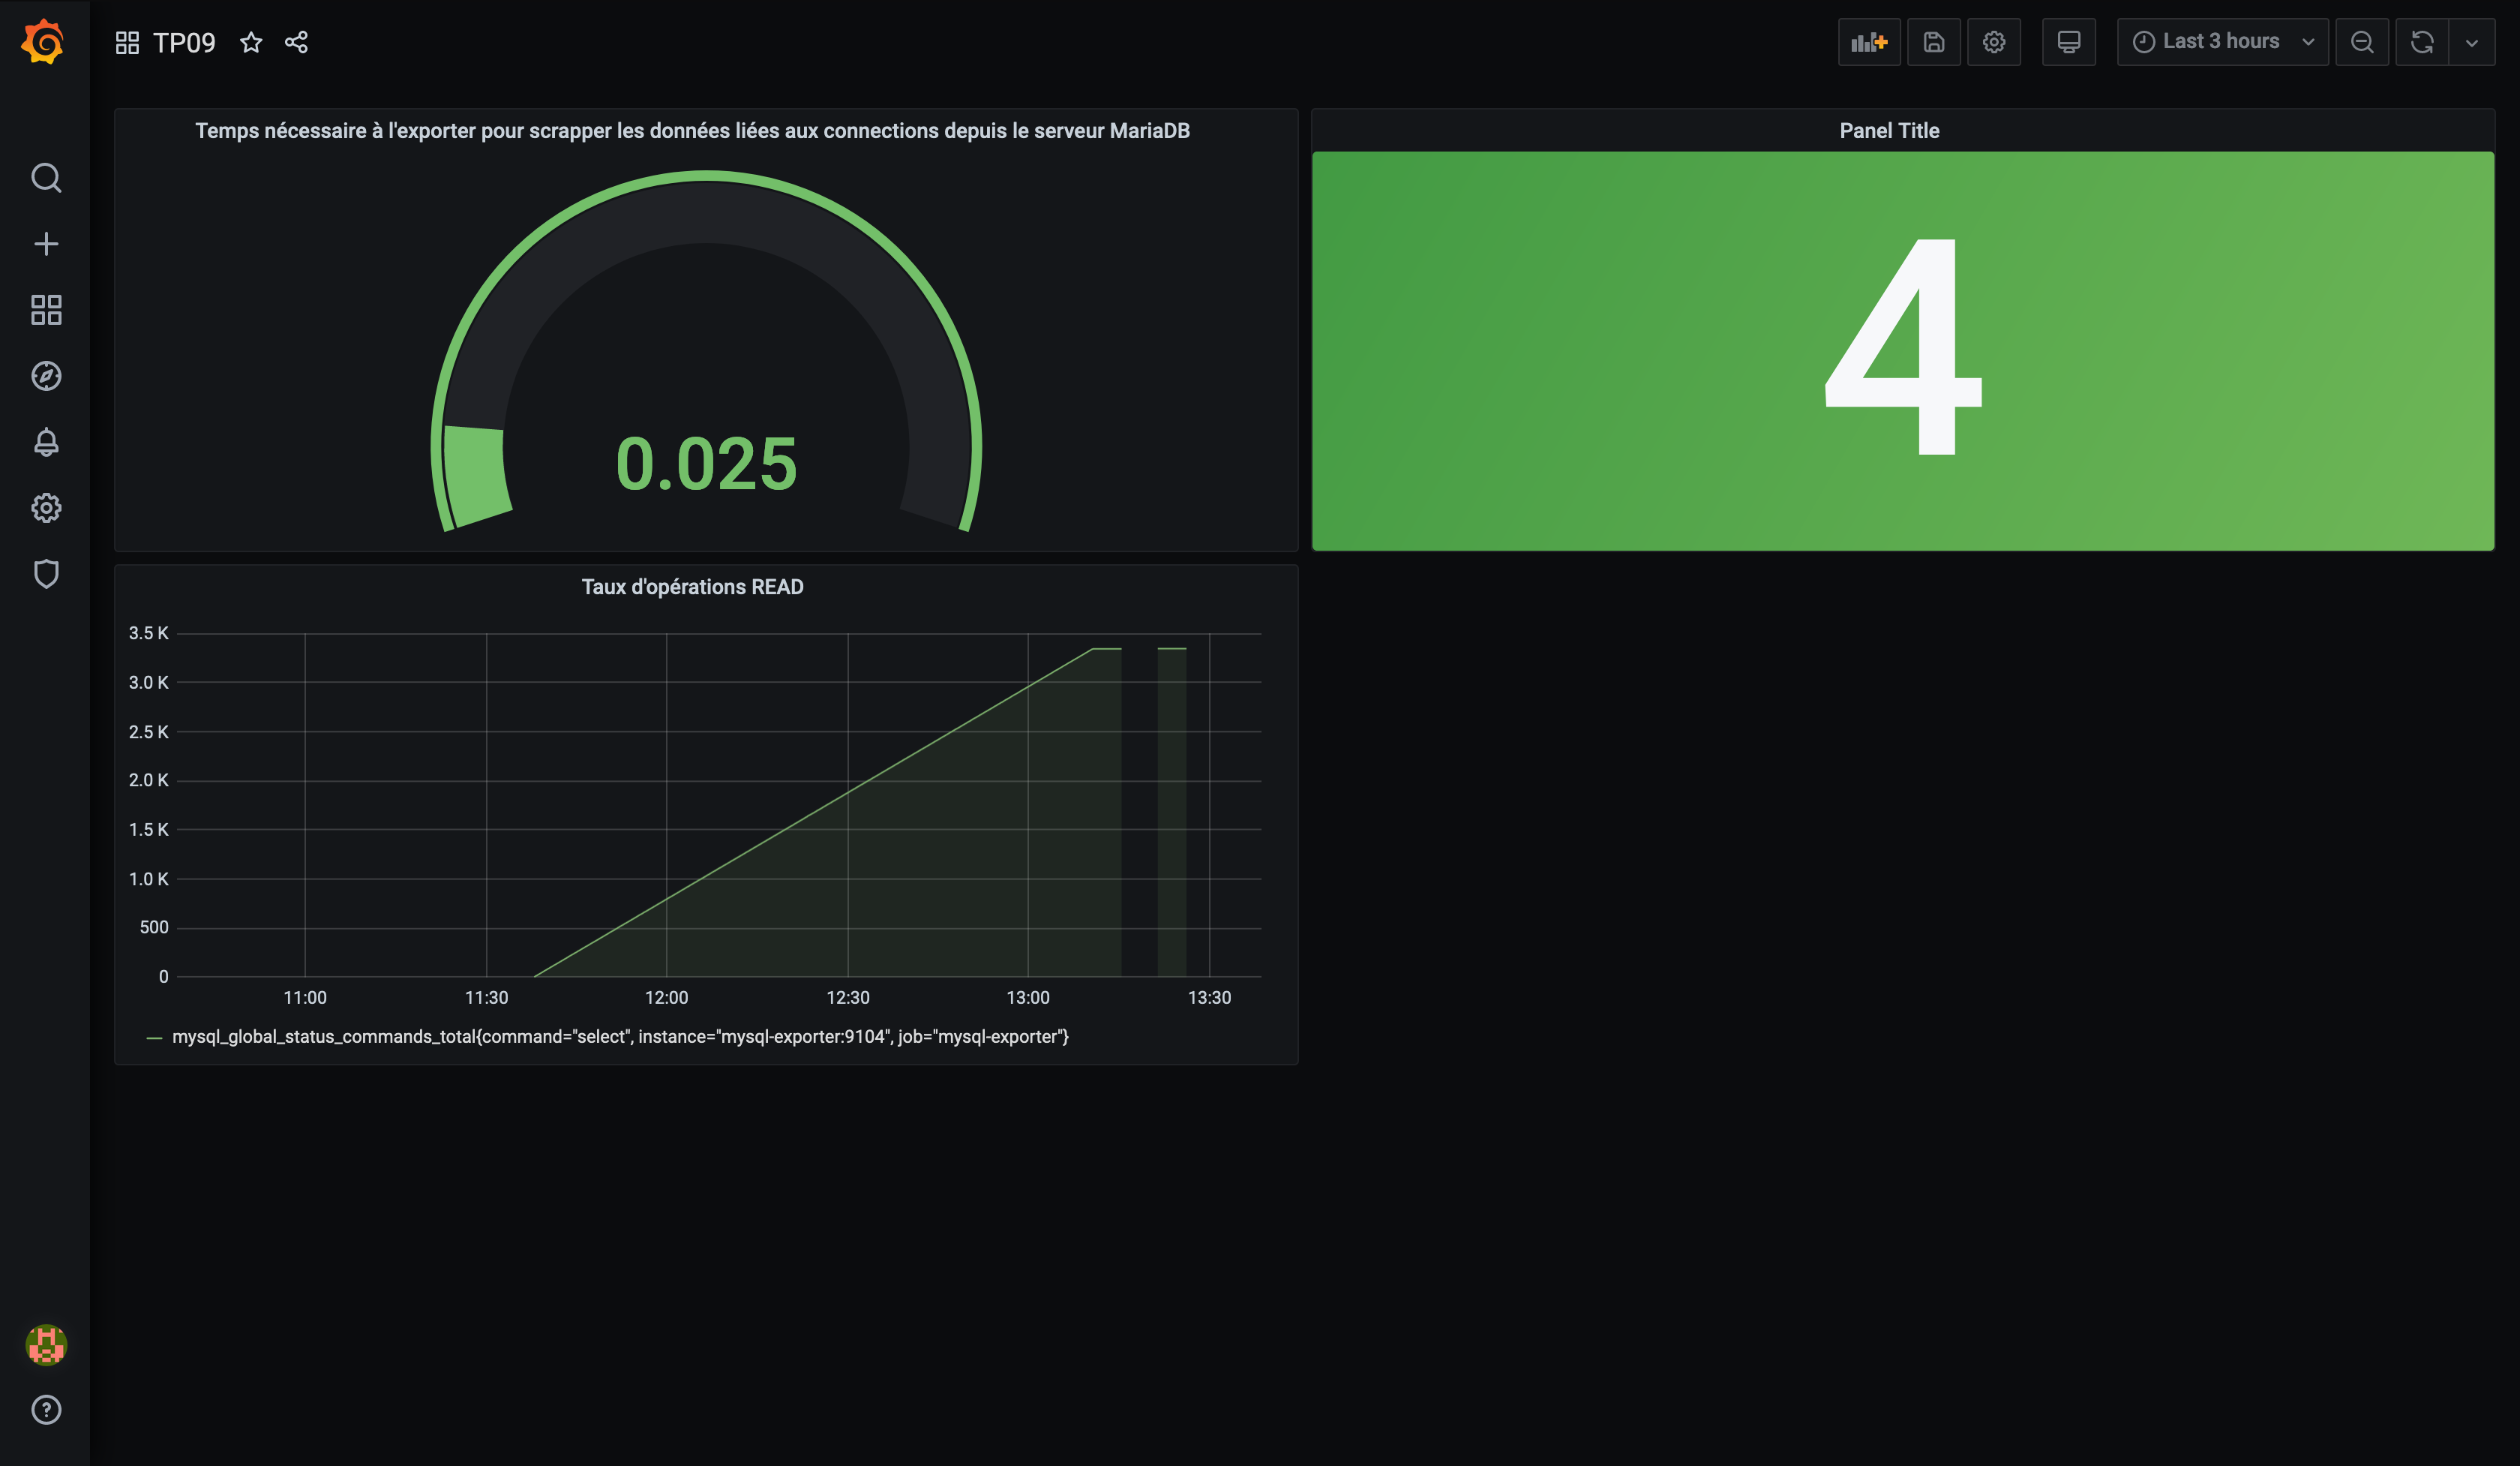 TP09
Last 3 hours
Temps nécessaire à l'exporter pour scrapper les données liées aux connections depuis le serveur MariaDB
0.025
Panel Title
4
Taux d'opérations READ
3.5 K
3.0 K
2.5 K
2.0 K
1.5 K
1.0 K
500
0
11:00 11:30 12:00 12:30 13:00 13:30
mysql_global_status_commands_total{command="select", instance="mysql-exporter:9104", job="mysql-exporter"}